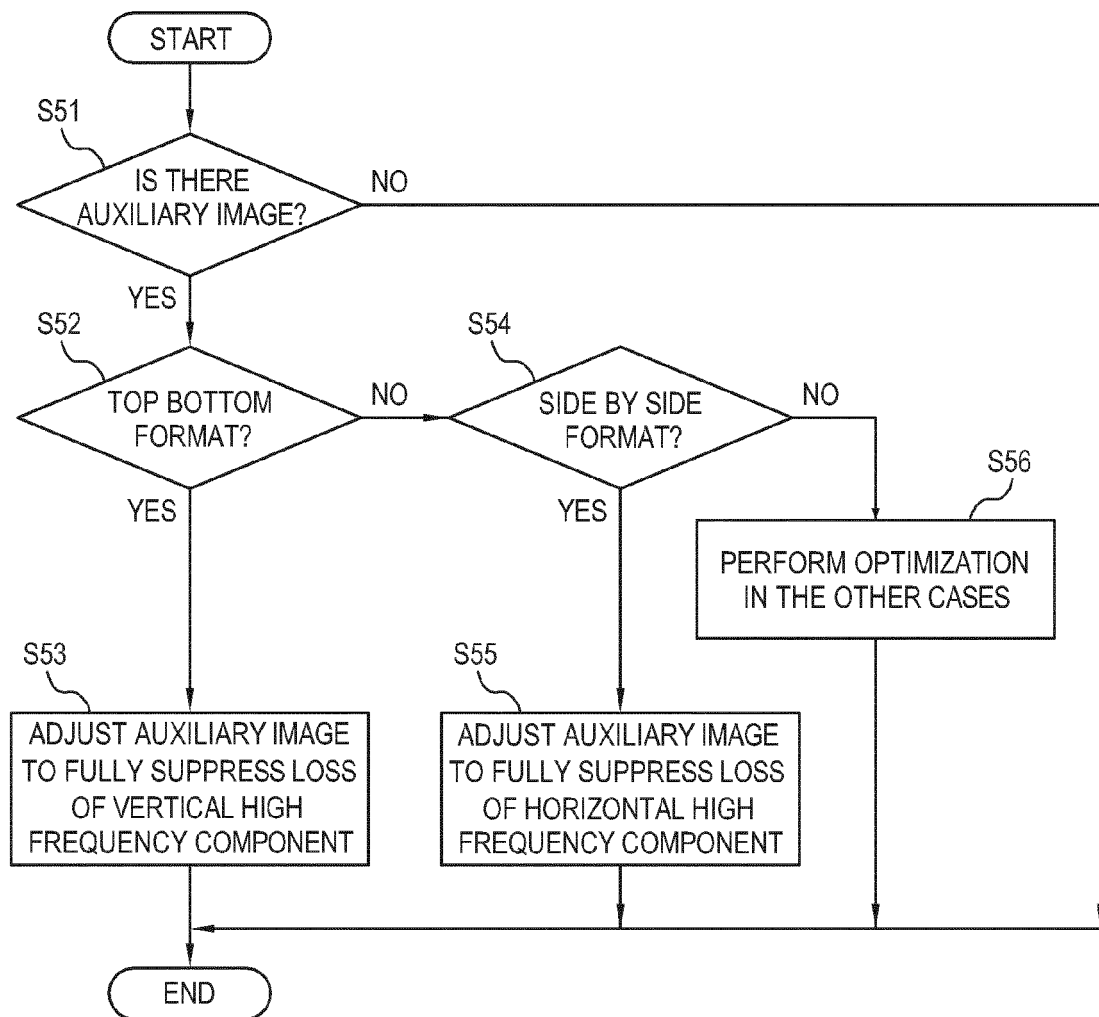 START
S51
IS THERE
AUXILIARY IMAGE?
NO
YES
S52
TOP BOTTOM
FORMAT?
NO
YES
S54
SIDE BY SIDE
FORMAT?
NO
YES
S56
PERFORM OPTIMIZATION
IN THE OTHER CASES
S53
ADJUST AUXILIARY IMAGE
TO FULLY SUPPRESS LOSS
OF VERTICAL HIGH
FREQUENCY COMPONENT
S55
ADJUST AUXILIARY IMAGE
TO FULLY SUPPRESS LOSS
OF HORIZONTAL HIGH
FREQUENCY COMPONENT
END